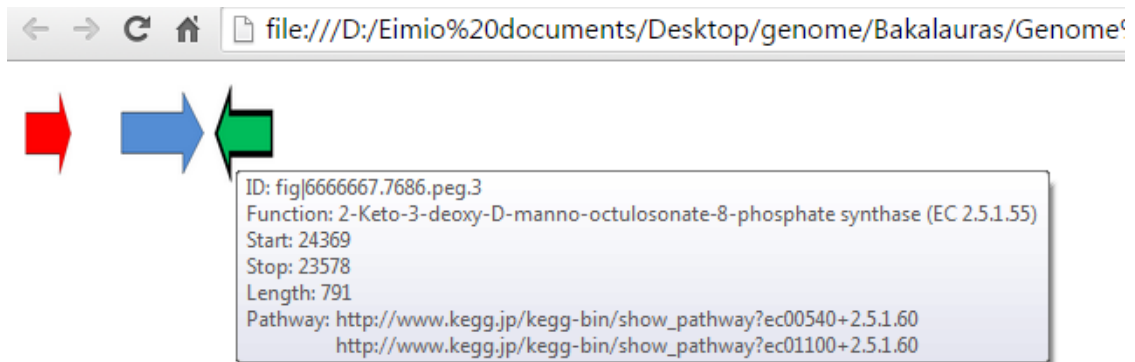 file:///D:/Eimio%20documents/Desktop/genome/Bakalauras/Genome%
ID: fig|6666667.7686.peg.3
Function: 2-Keto-3-deoxy-D-manno-octulosonate-8-phosphate synthase (EC 2.5.1.55)
Start: 24369
Stop: 23578
Length: 791
Pathway: http://www.kegg.jp/kegg-bin/show_pathway?ec00540+2.5.1.60
http://www.kegg.jp/kegg-bin/show_pathway?ec01100+2.5.1.60